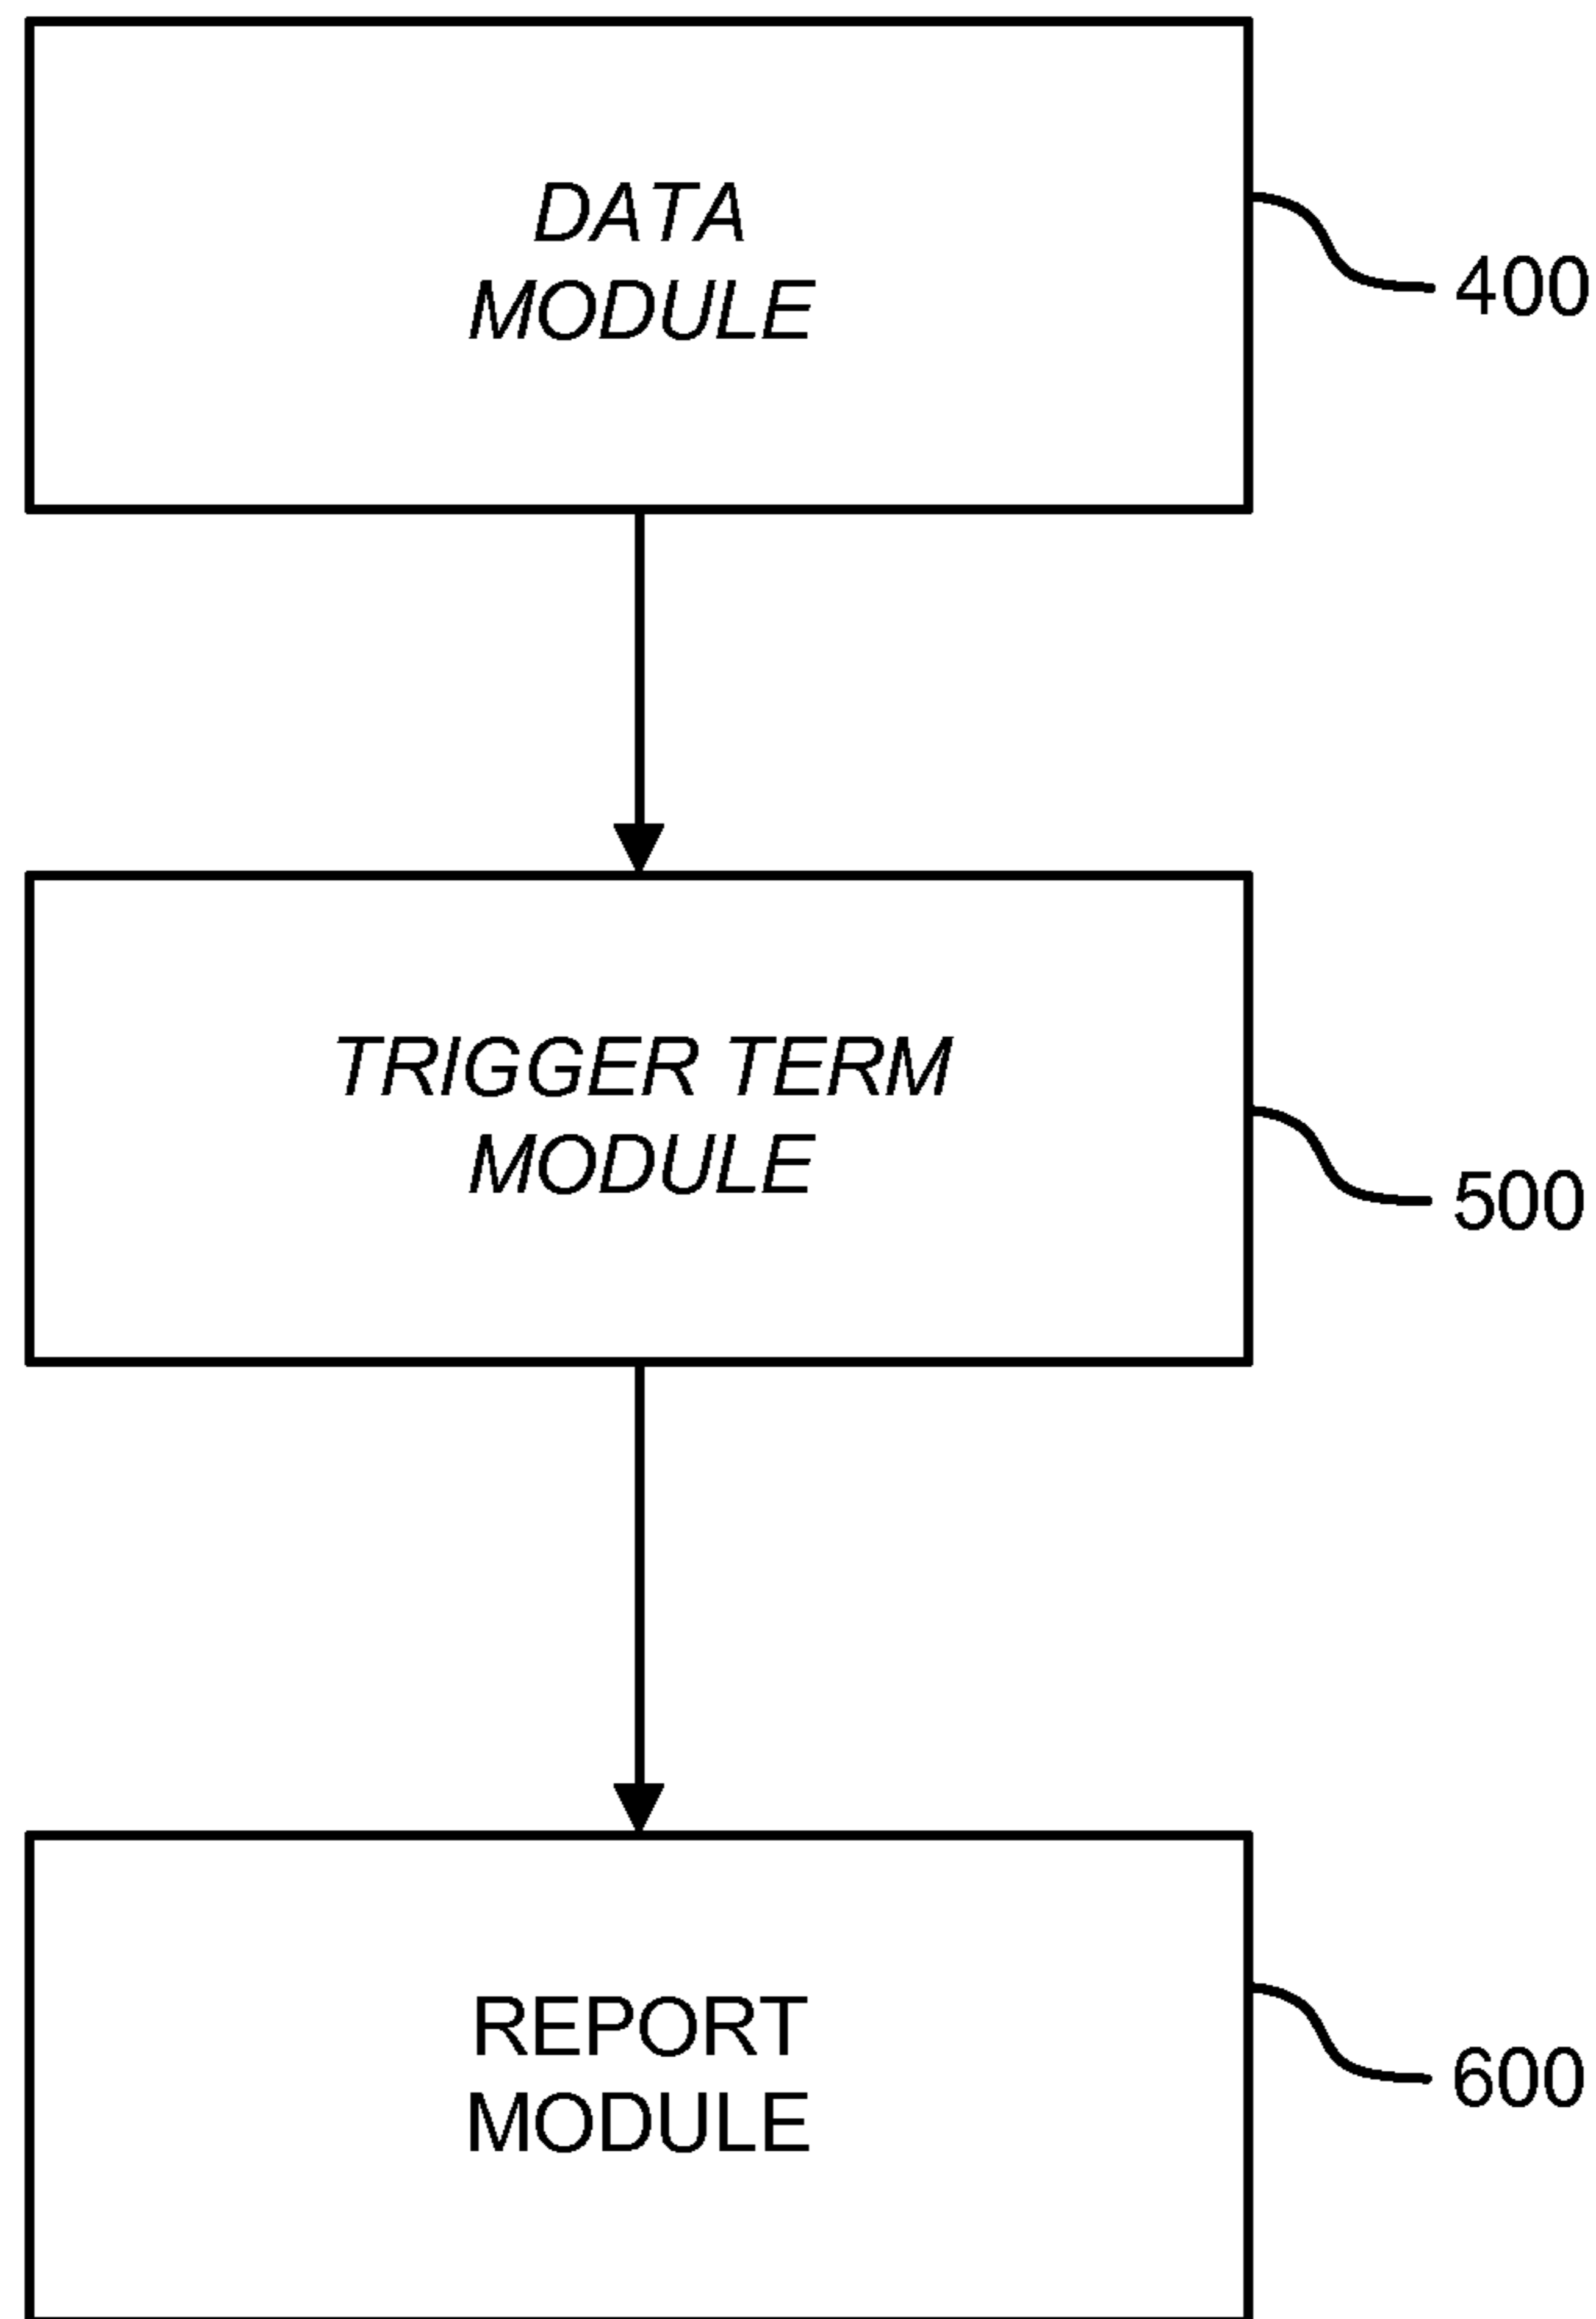 DATA
MODULE
400
TRIGGER TERM
MODULE
500
REPORT
MODULE
600